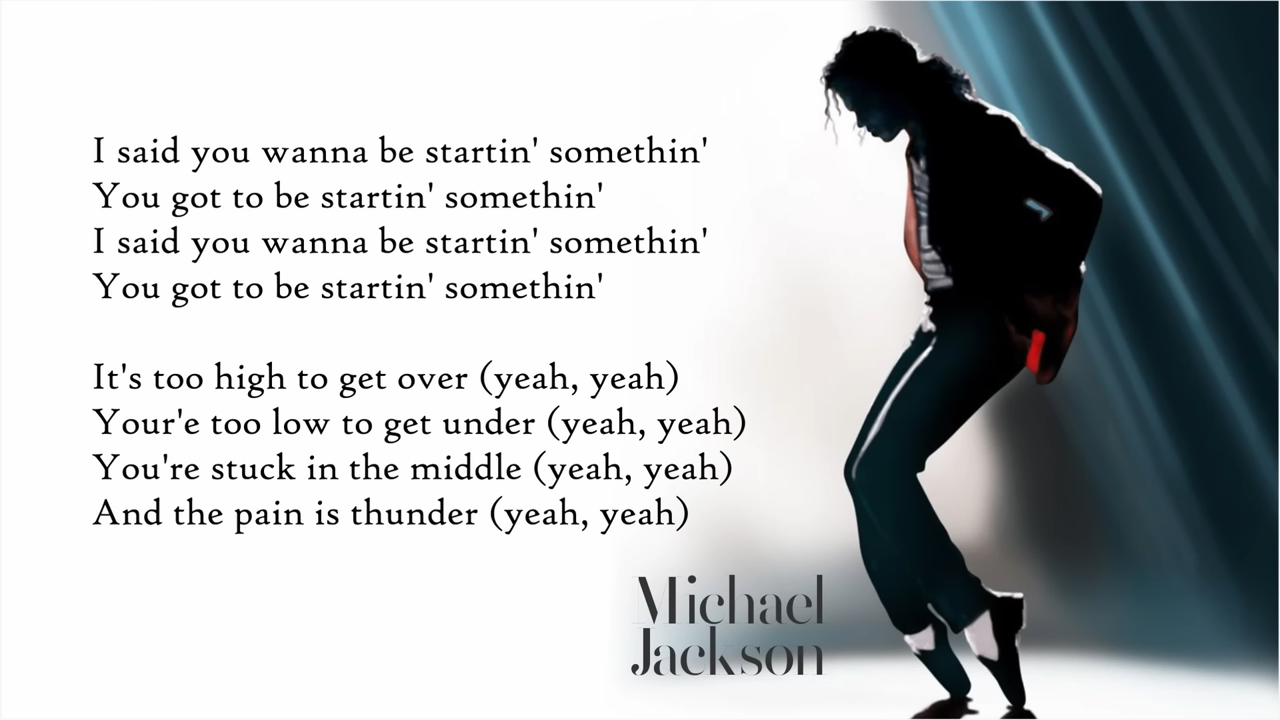 I said you wanna be startin' somethin'
You got to be startin' somethin'
I said you wanna be startin' somethin'
You got to be startin' somethin'
It's too high to get over (yeah, yeah)
Your'e too low to get under (yeah, yeah)
You're stuck in the middle (yeah, yeah)
And the pain is thunder (yeah, yeah)
Michael
Jackson